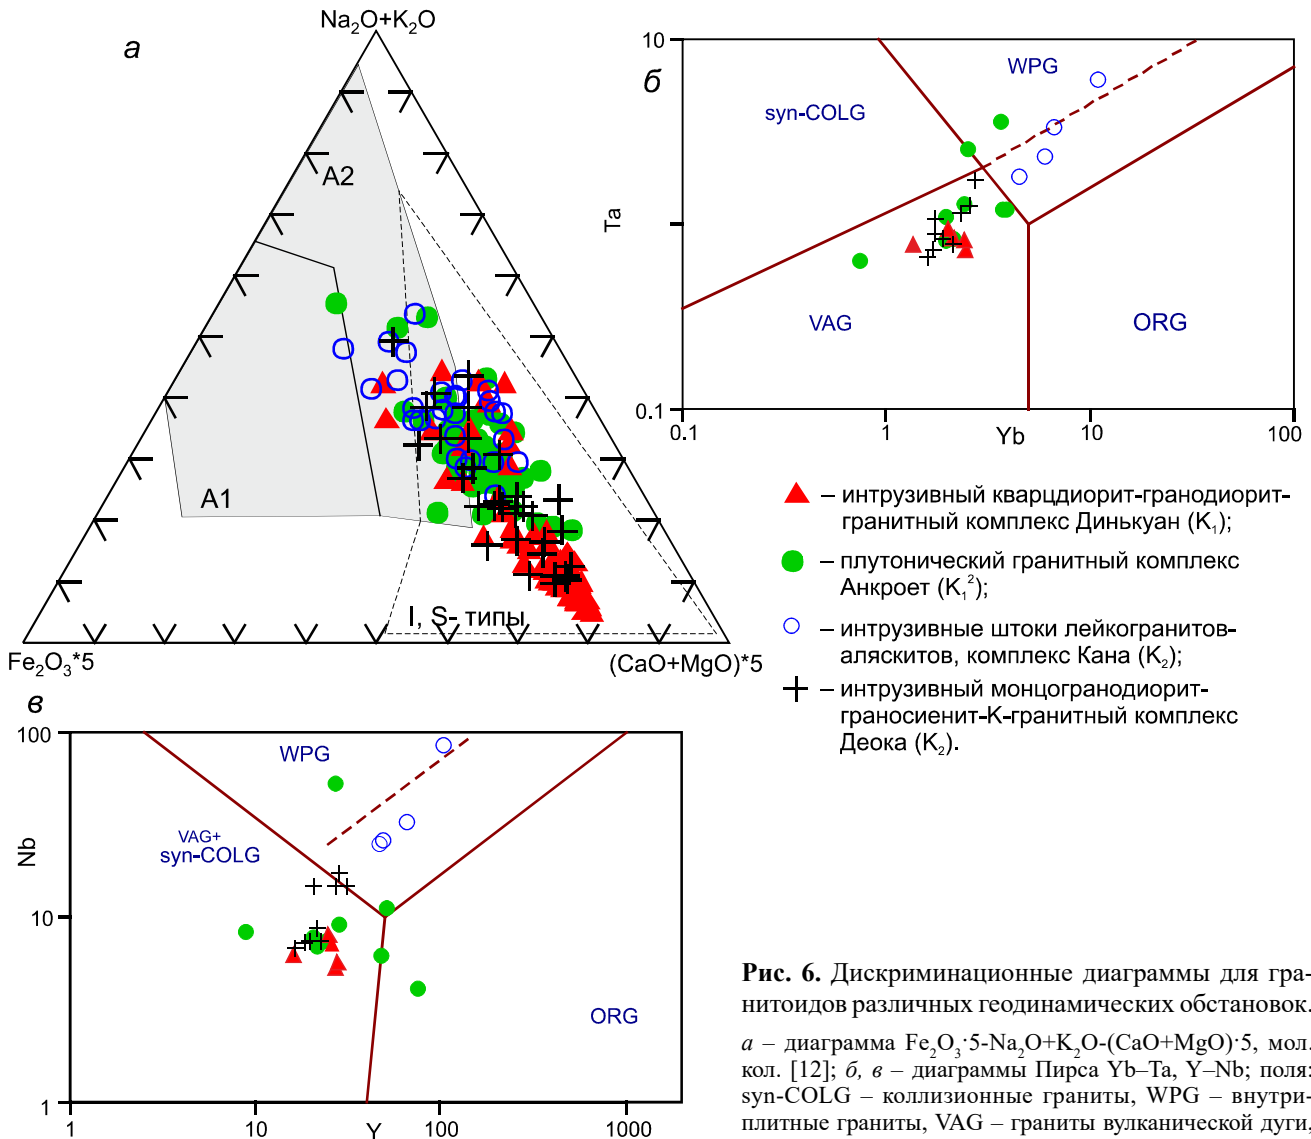 а
Na₂O+K₂O
A2
A1
I, S- типы
Fe₂O₃*5
(CaO+MgO)*5
б
10
WPG
syn-COLG
Ta
VAG
ORG
0.1
0.1
1
Yb
10
100
– интрузивный кварцдиорит-гранодиорит-
гранитный комплекс Динькуан (K₁);
– плутонический гранитный комплекс
Анкроет (K₁²);
– интрузивные штоки лейкогранитов-
аляскитов, комплекс Кана (K₂);
– интрузивный монцогранодиорит-
граносиенит-К-гранитный комплекс
Деока (K₂).
в
100
WPG
VAG+
syn-COLG
Nb
10
ORG
1
1
10
Y
100
1000
Рис. 6. Дискриминационные диаграммы для гра-
нитоидов различных геодинамических обстановок.
а – диаграмма Fe₂O₃·5-Na₂O+K₂O-(CaO+MgO)·5, мол.
кол. [12]; б, в – диаграммы Пирса Yb–Ta, Y–Nb; поля:
syn-COLG – коллизионные граниты, WPG – внутри-
плитные граниты, VAG – граниты вулканической дуги,